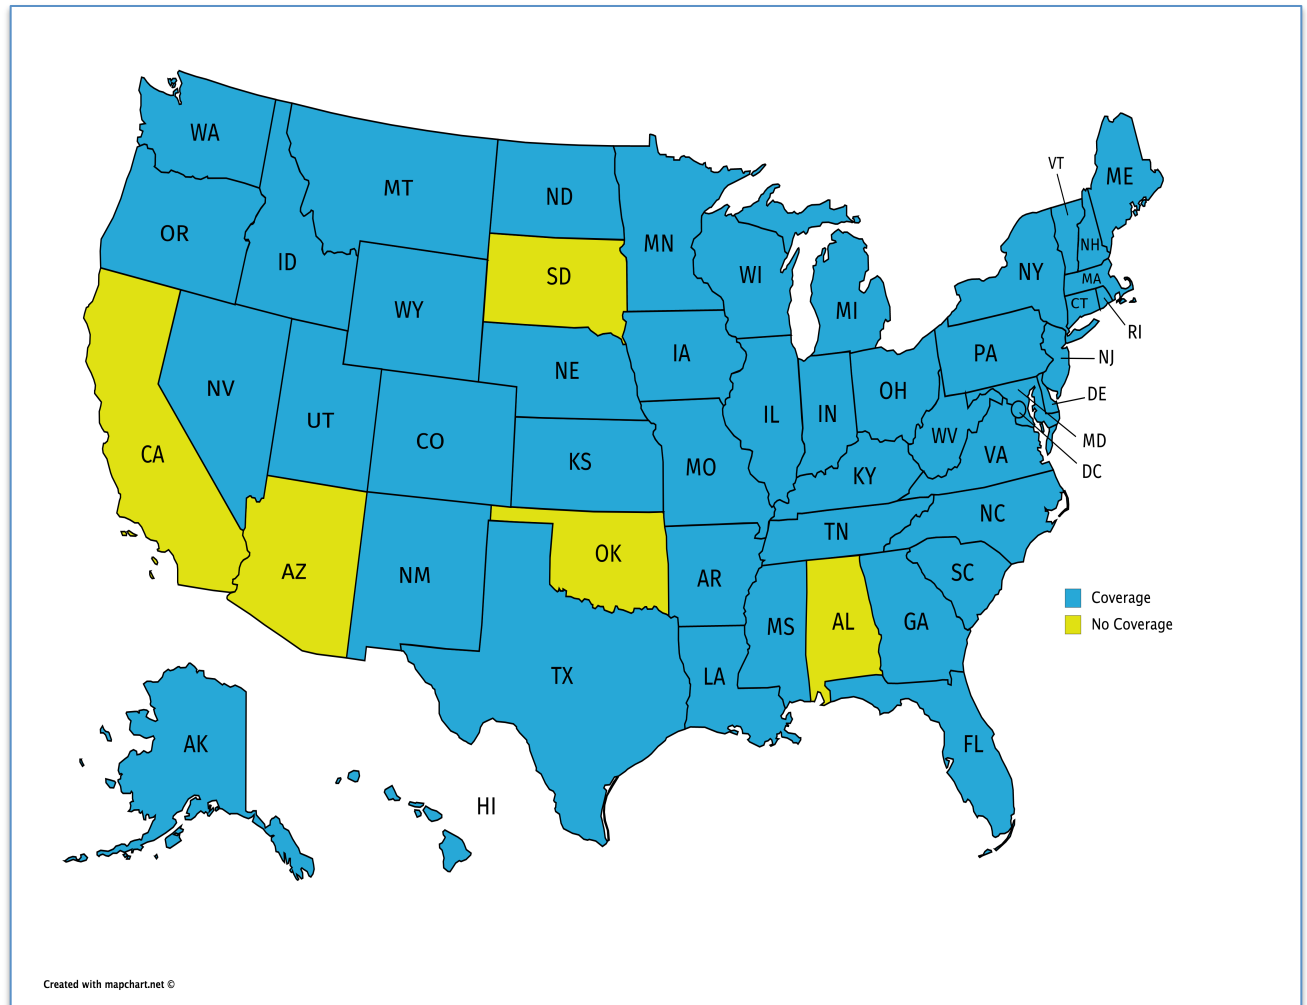 WA
MT
ND
VT
ME
OR
MN
ID
SD
NH
WI
NY
MA
WY
CT
MI
RI
IA
PA
NJ
NE
NV
OH
DE
UT
IL
IN
CO
WV
MD
CA
KS
VA
MO
DC
KY
NC
TN
OK
AZ
NM
AR
SC
Coverage
MS
AL
GA
No Coverage
TX
LA
AK
FL
HI
Created with mapchart.net ©